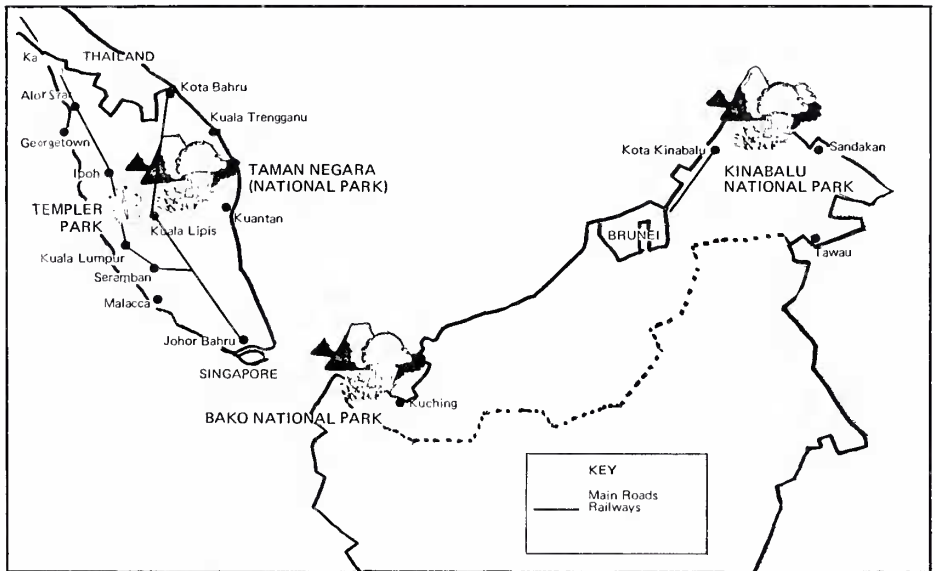 THAILAND
Ka
Kota Bahru
Alor Star
Kuala Trengganu
Georgetown
Kota Kinabalu
Sandakan
Ipoh
TAMAN NEGARA
(NATIONAL PARK)
KINABALU
NATIONAL PARK
TEMPLER
PARK
Kuantan
Kuala Lipis
BRUNEI
Tawau
Kuala Lumpur
Seramban
Malacca
Johor Bahru
SINGAPORE
Kuching
BAKO NATIONAL PARK
KEY
Main Roads
Railways